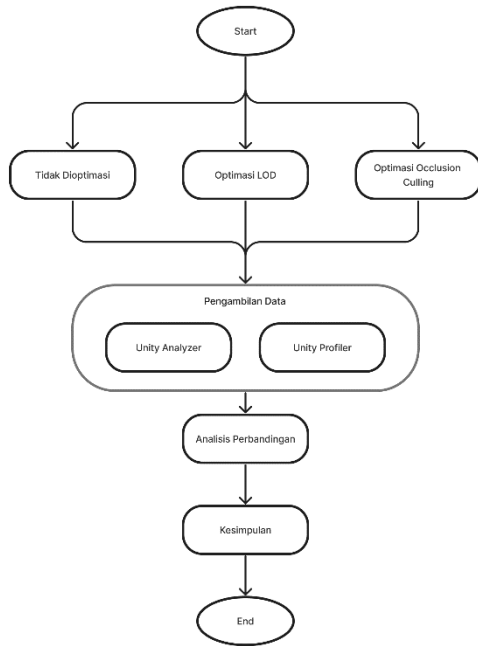 Start
Tidak Dioptimasi
Optimasi LOD
Optimasi Occlusion
Culling
Pengambilan Data
Unity Analyzer
Unity Profiler
Analisis Perbandingan
Kesimpulan
End